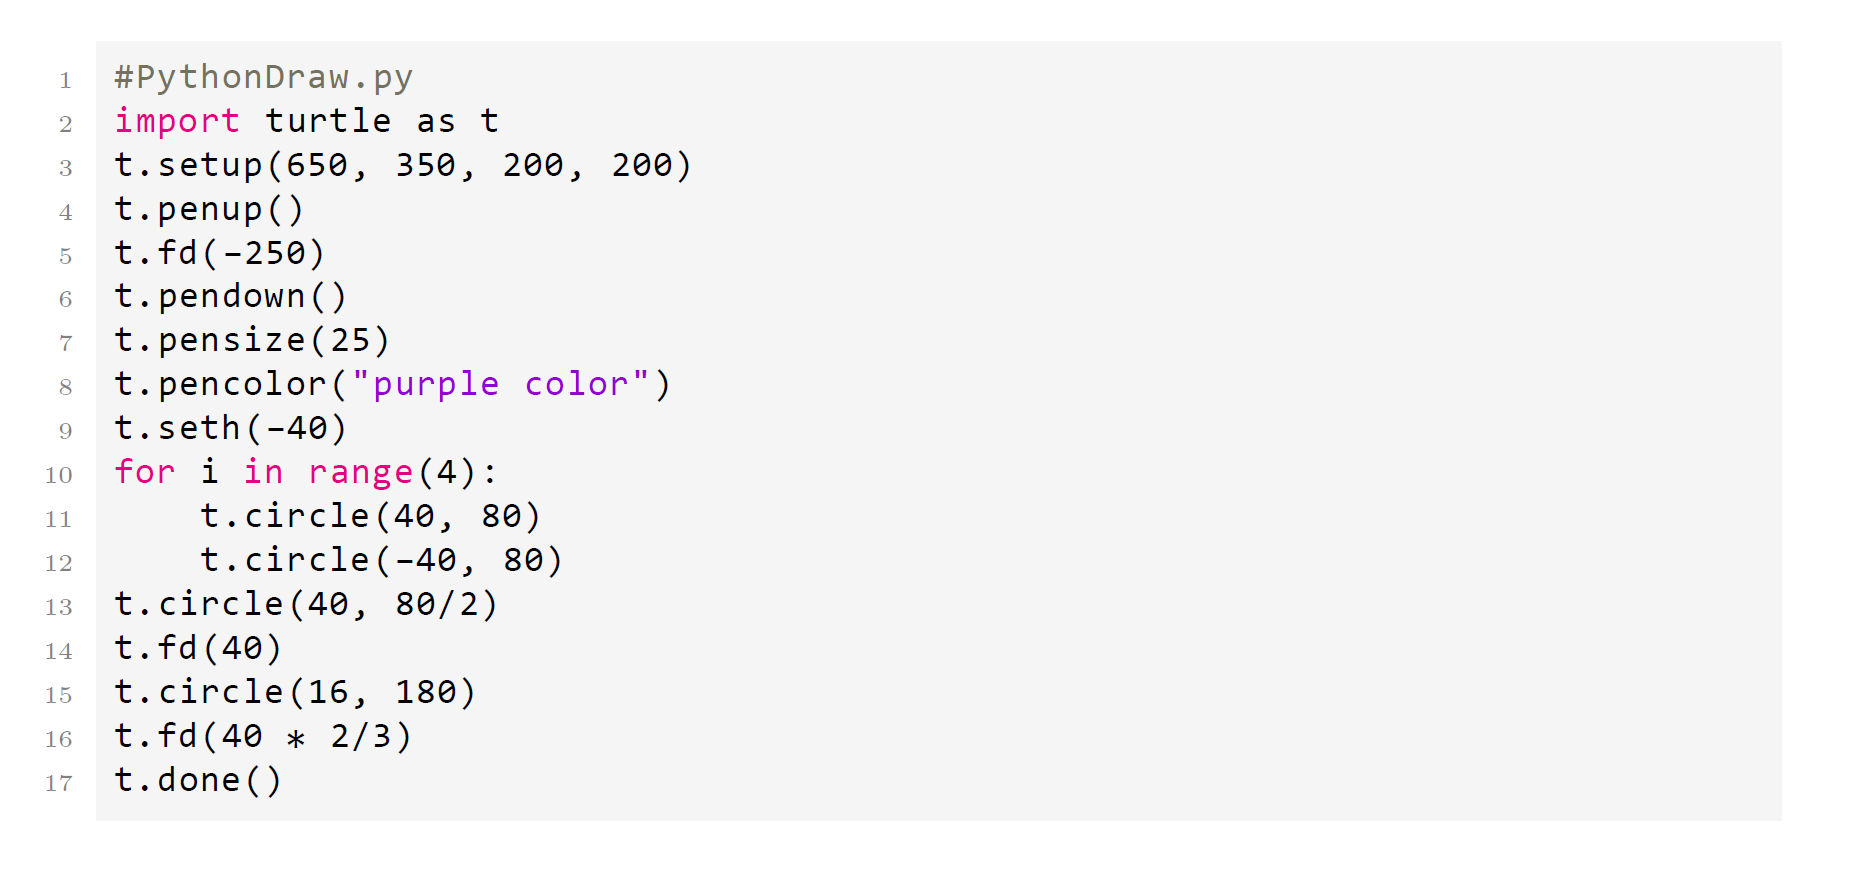 1 #PythonDraw.py
2 import turtle as t
3 t.setup(650, 350, 200, 200)
4 t.penup()
5 t.fd(-250)
6 t.pendown()
7 t.pensize(25)
8 t.pencolor("purple color")
9 t.seth(-40)
10 for i in range(4):
11     t.circle(40, 80)
12     t.circle(-40, 80)
13 t.circle(40, 80/2)
14 t.fd(40)
15 t.circle(16, 180)
16 t.fd(40 * 2/3)
17 t.done()